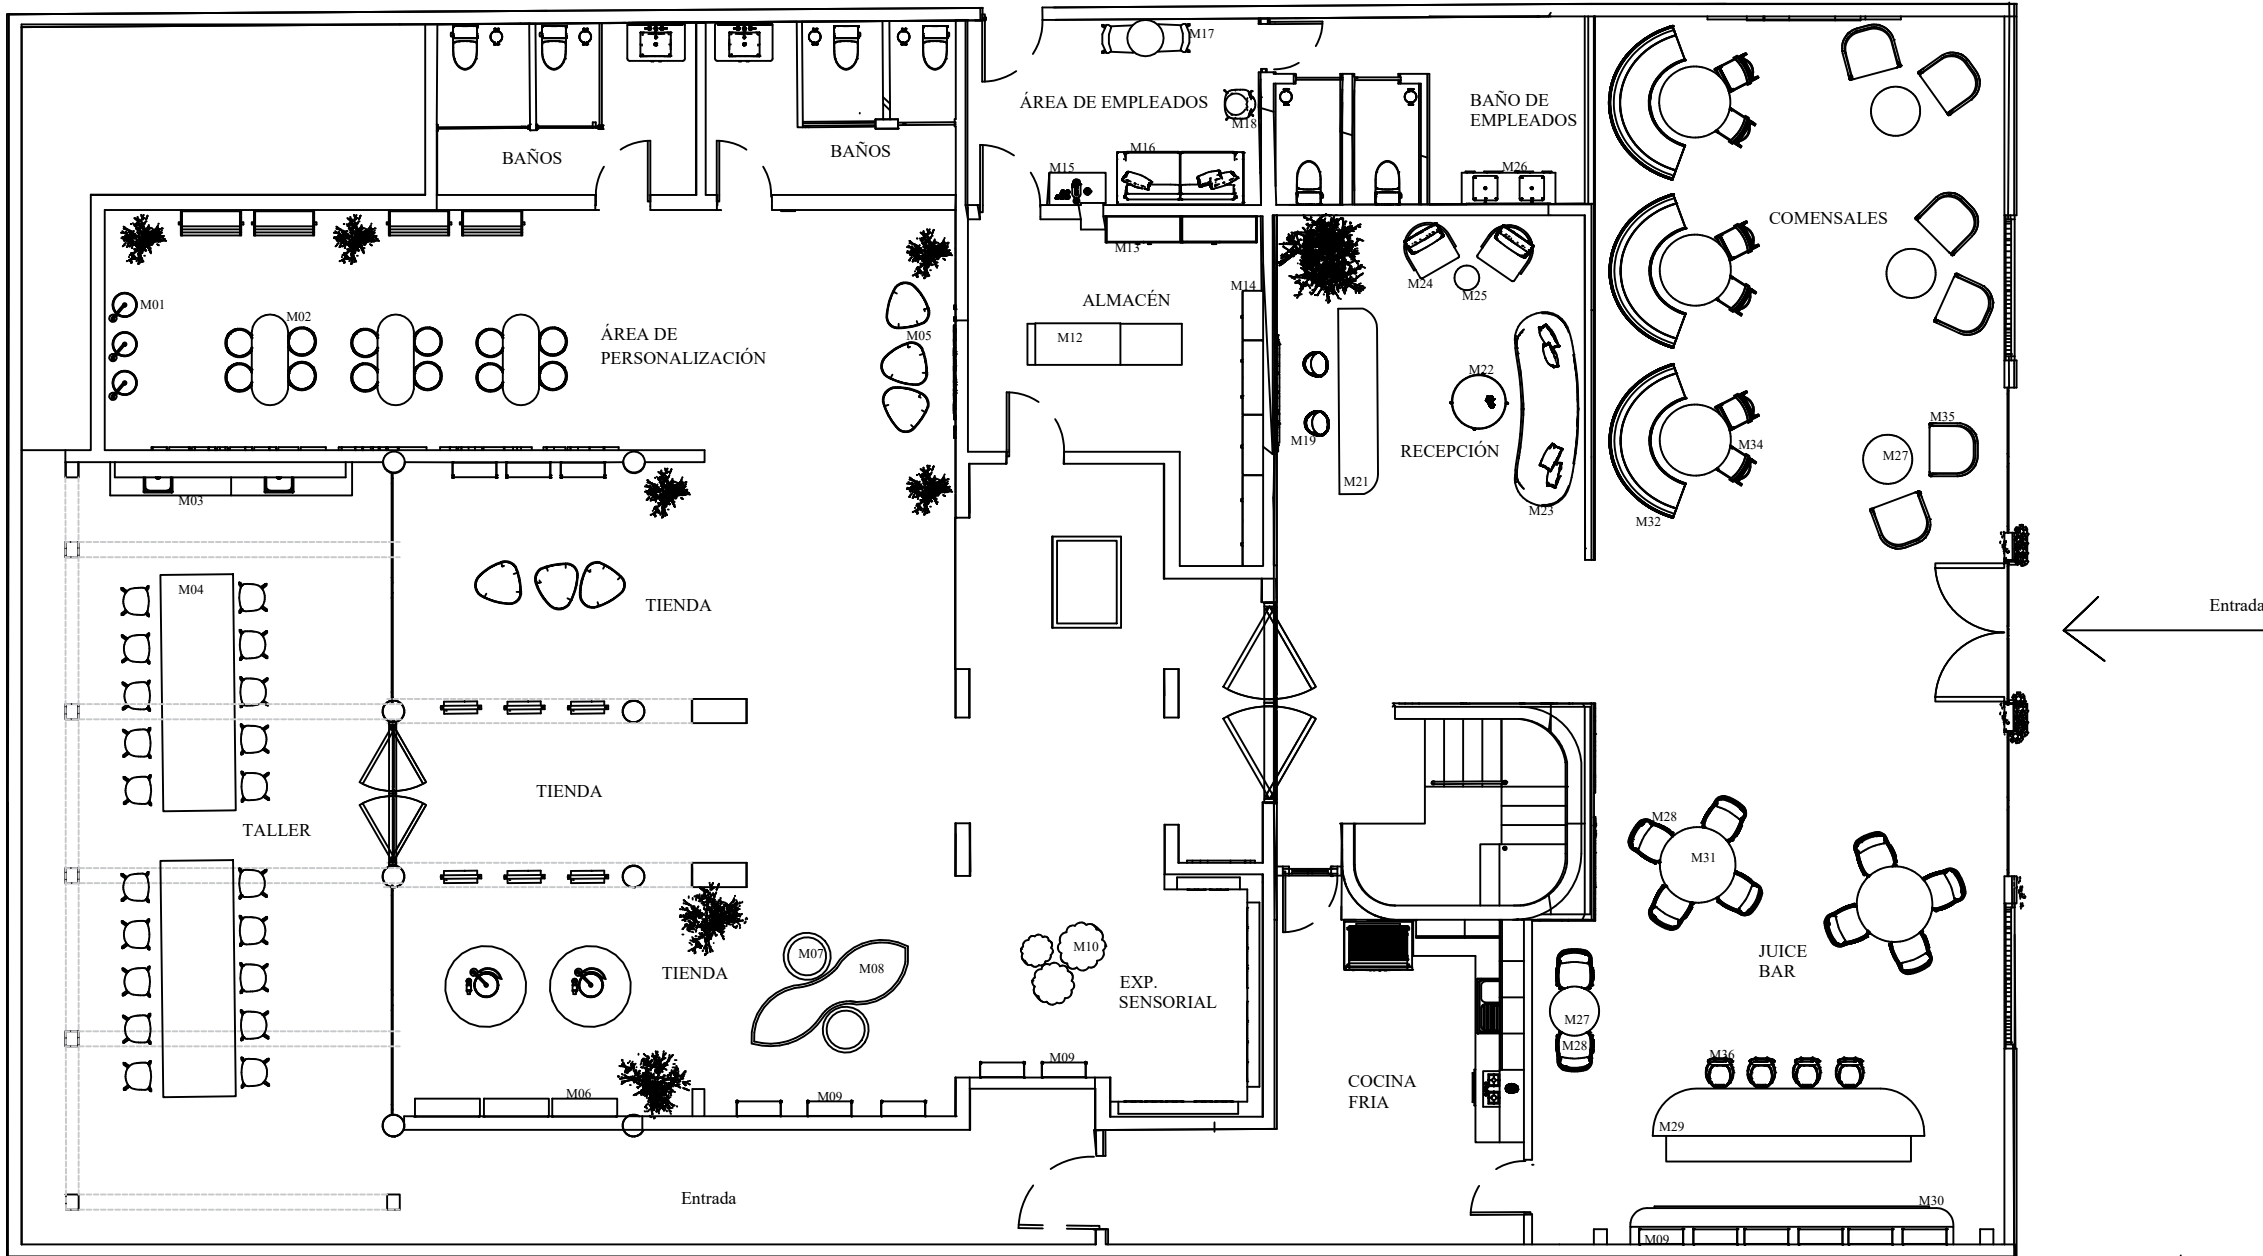 M17
ÁREA DE EMPLEADOS
M18
BAÑO DE
EMPLEADOS
BAÑOS
BAÑOS
M16
M15
M26
COMENSALES
M13
M24
M25
M14
M01
M02
ALMACÉN
ÁREA DE
PERSONALIZACIÓN
M05
M12
M22
M35
M19
RECEPCIÓN
M34
M27
M21
M03
M23
M32
M04
TIENDA
Entrada
TIENDA
TALLER
M28
M31
M07
M08
M10
TIENDA
EXP.
SENSORIAL
JUICE
BAR
M27
M28
M36
M09
COCINA
FRIA
M06
M09
M29
Entrada
M30
M09